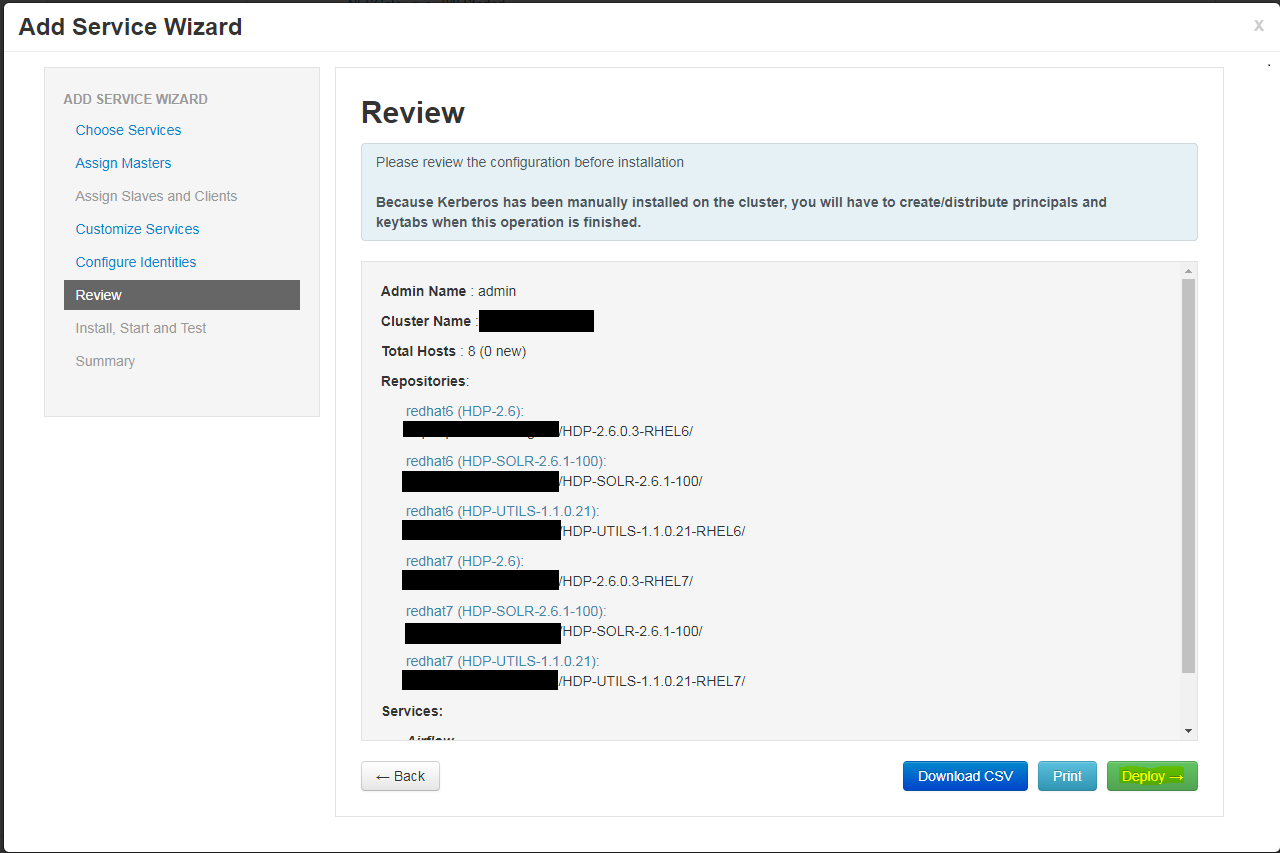 Add Service Wizard
x
ADD SERVICE WIZARD
Choose Services
Assign Masters
Assign Slaves and Clients
Customize Services
Configure Identities
Review
Install, Start and Test
Summary
Review
Please review the configuration before installation
Because Kerberos has been manually installed on the cluster, you will have to create/distribute principals and
keytabs when this operation is finished.
Admin Name : admin
Cluster Name :
Total Hosts : 8 (0 new)
Repositories:
redhat6 (HDP-2.6):
/HDP-2.6.0.3-RHEL6/
redhat6 (HDP-SOLR-2.6.1-100):
/HDP-SOLR-2.6.1-100/
redhat6 (HDP-UTILS-1.1.0.21):
/HDP-UTILS-1.1.0.21-RHEL6/
redhat7 (HDP-2.6):
/HDP-2.6.0.3-RHEL7/
redhat7 (HDP-SOLR-2.6.1-100):
/HDP-SOLR-2.6.1-100/
redhat7 (HDP-UTILS-1.1.0.21):
/HDP-UTILS-1.1.0.21-RHEL7/
Services:
Airflow
← Back
Download CSV
Print
Deploy →